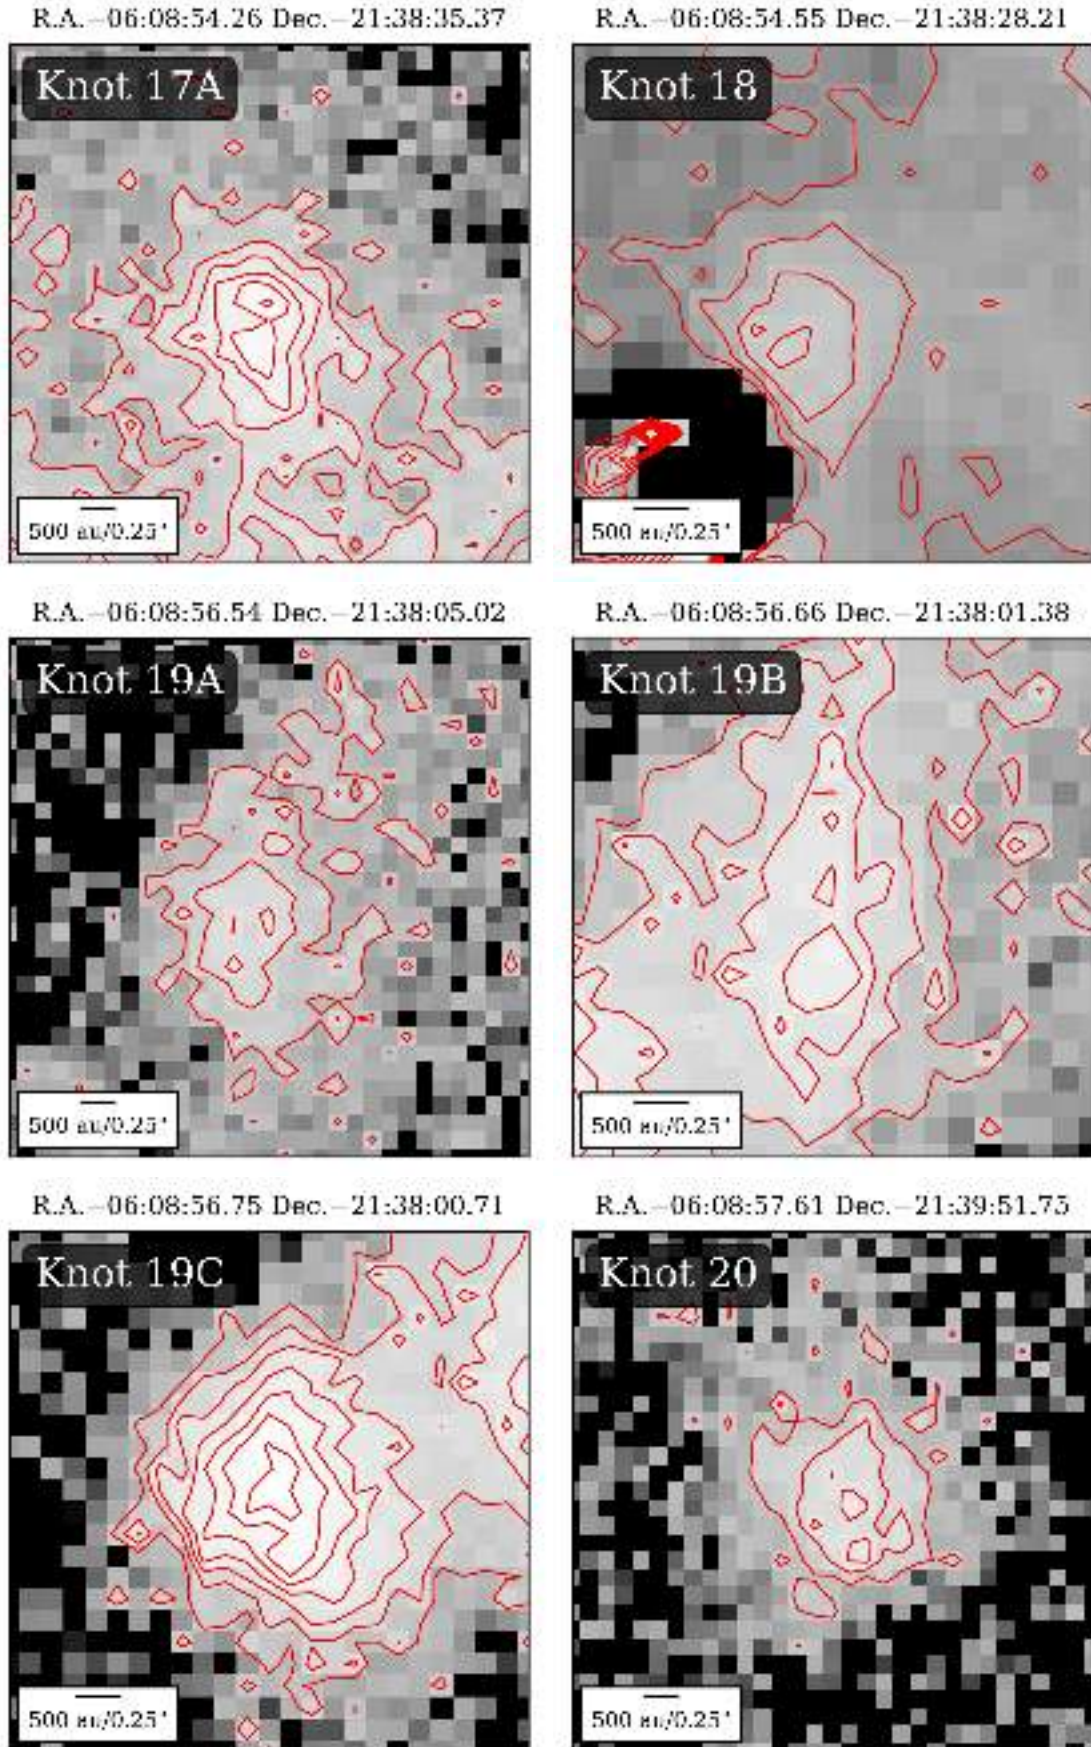 R.A.=06:08:54.26 Dec.=21:38:35.37
R.A.=06:08:54.55 Dec.=21:38:28.21
Knot 17A
Knot 18
500 au/0.25"
500 au/0.25"
R.A.=06:08:56.54 Dec.=21:38:05.02
R.A.=06:08:56.66 Dec.=21:38:01.38
Knot 19A
Knot 19B
500 au/0.25"
500 au/0.25"
R.A.=06:08:56.75 Dec.=21:38:00.71
R.A.=06:08:57.61 Dec.=21:39:51.75
Knot 19C
Knot 20
500 au/0.25"
500 au/0.25"